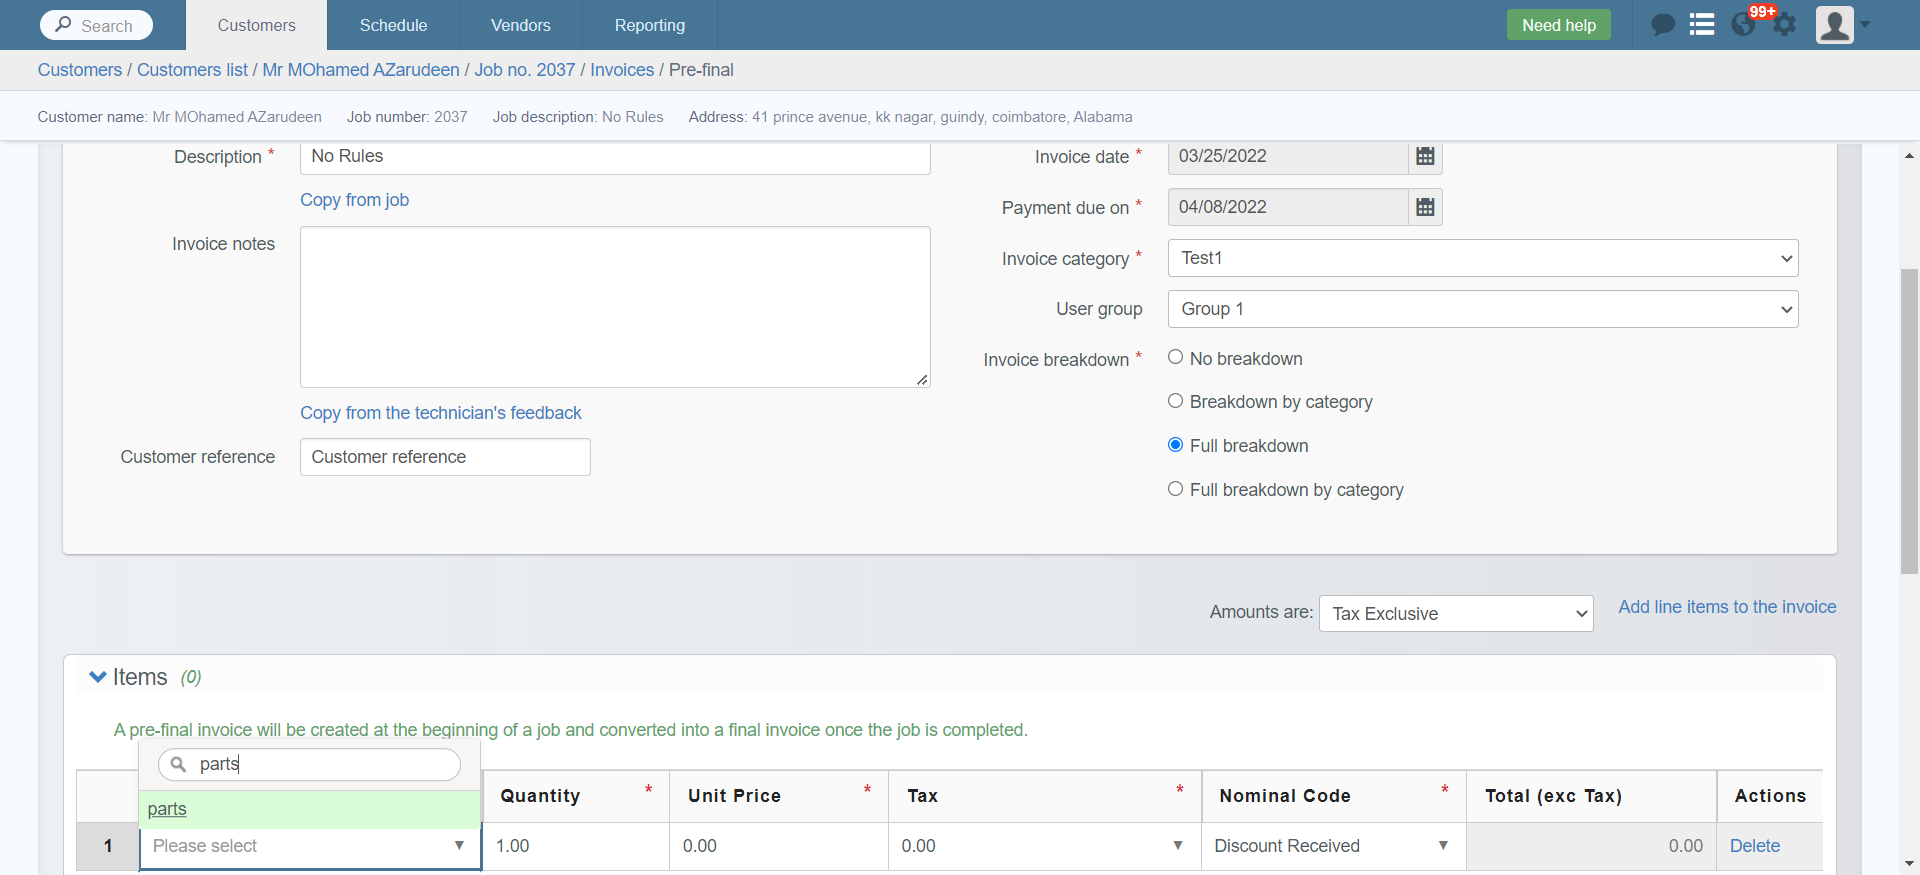 Search
Customers
Schedule
Vendors
Reporting
Need help
99+
Customers / Customers list / Mr MOhamed AZarudeen / Job no. 2037 / Invoices / Pre-final
Customer name: Mr MOhamed AZarudeen Job number: 2037 Job description: No Rules Address: 41 prince avenue, kk nagar, guindy, coimbatore, Alabama
Description * No Rules
Copy from job
Invoice notes
Copy from the technician's feedback
Customer reference Customer reference
Invoice date * 03/25/2022
Payment due on * 04/08/2022
Invoice category * Test1
User group Group 1
Invoice breakdown * No breakdown
Breakdown by category
Full breakdown
Full breakdown by category
Amounts are: Tax Exclusive Add line items to the invoice
Items (0)
A pre-final invoice will be created at the beginning of a job and converted into a final invoice once the job is completed.
parts
parts
Quantity * Unit Price * Tax * Nominal Code * Total (exc Tax) Actions
1 Please select 1.00 0.00 0.00 Discount Received 0.00 Delete